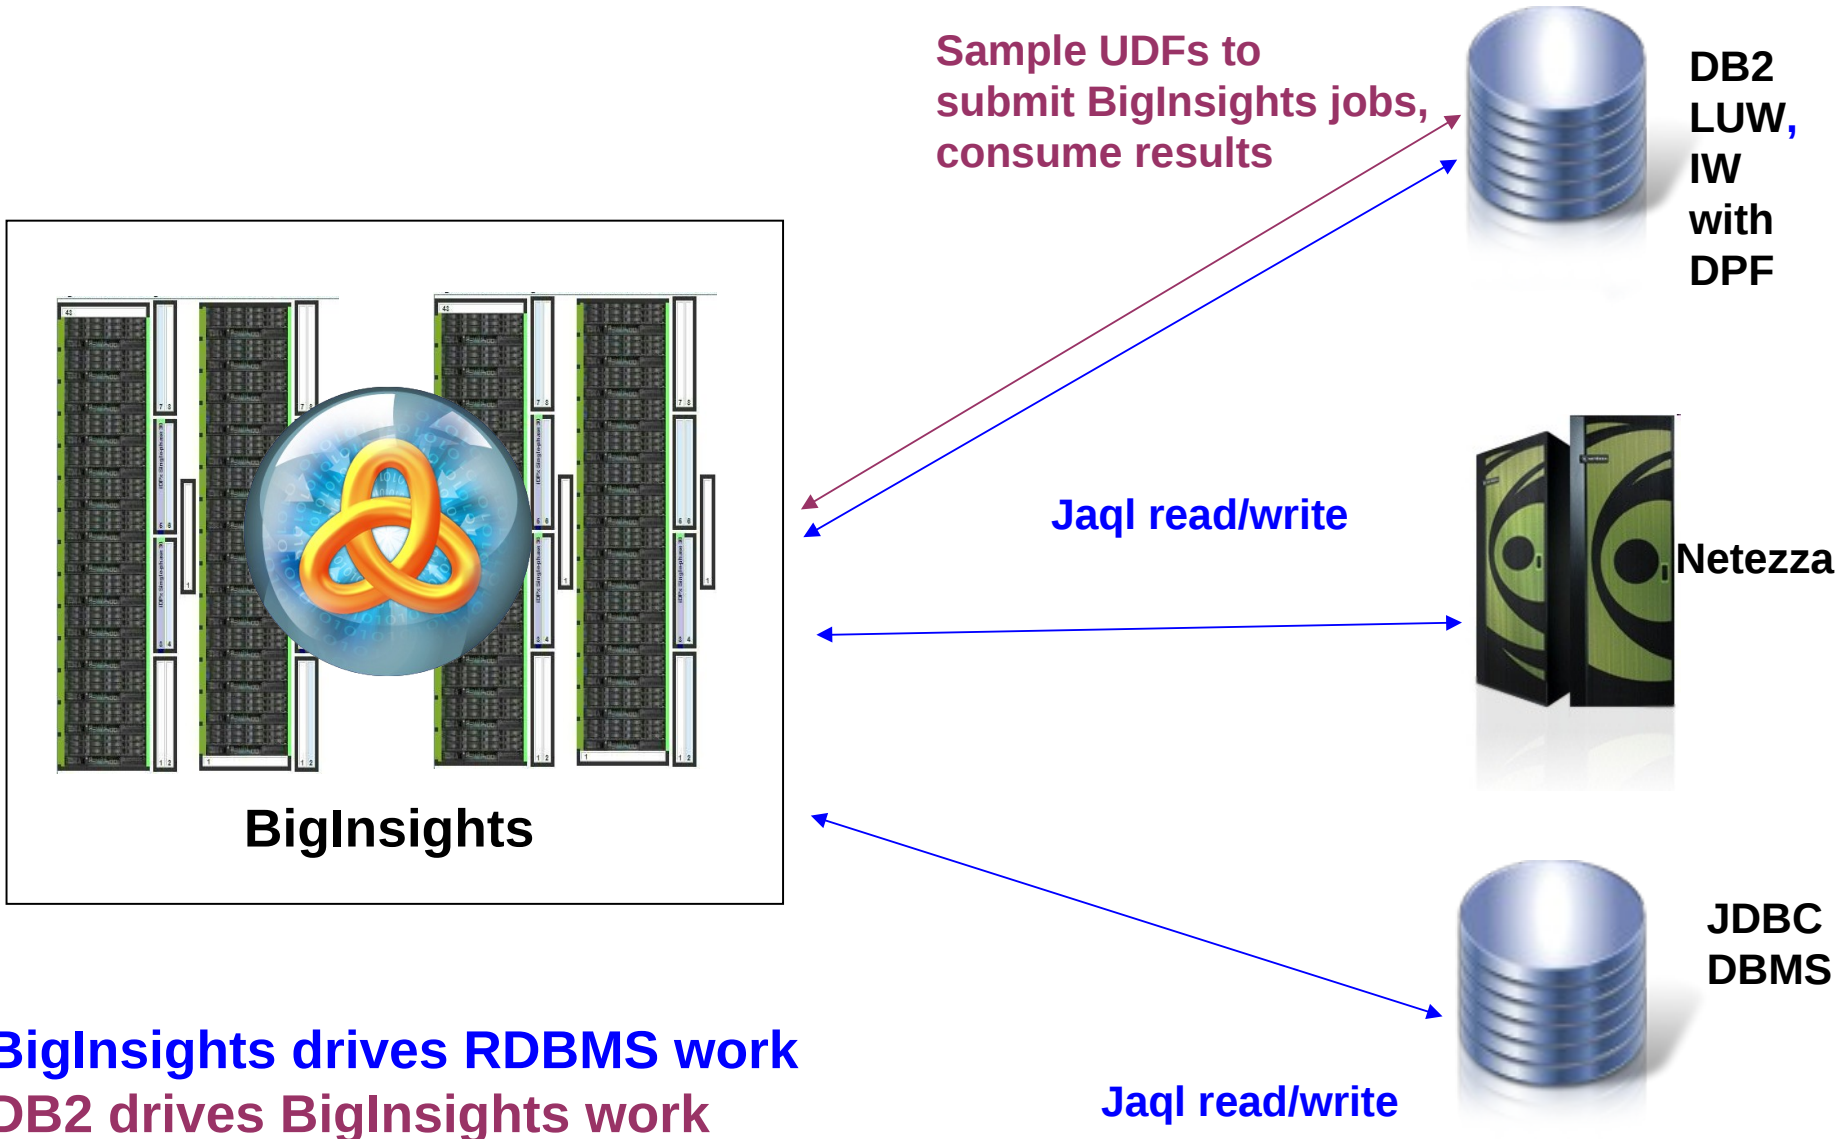 Sample UDFs to
submit BigInsights jobs,
consume results
DB2
LUW,
IW
with
DPF
Jaql read/write
Netezza
BigInsights
JDBC
DBMS
BigInsights drives RDBMS work
DB2 drives BigInsights work
Jaql read/write